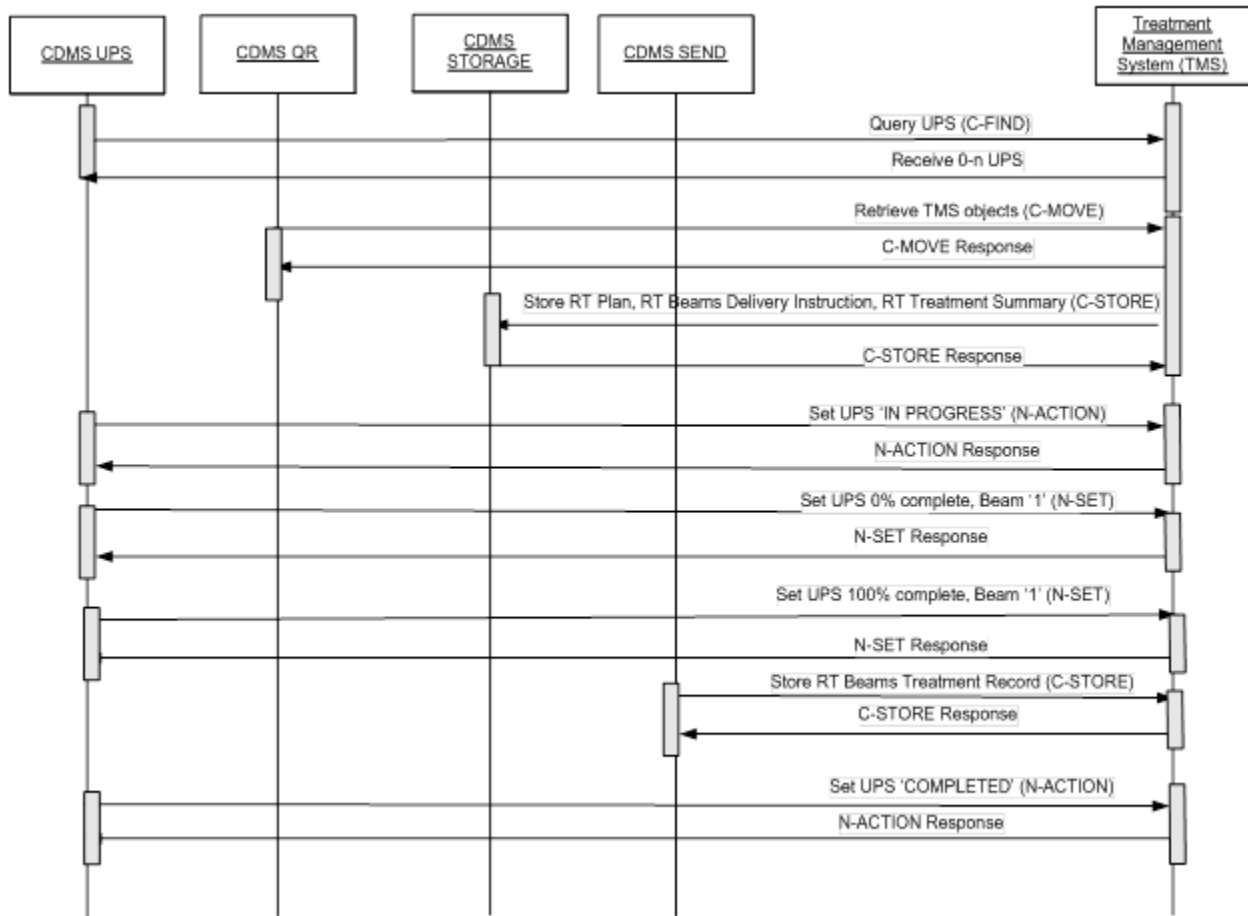 CDMS UPS
CDMS QR
CDMS
STORAGE
CDMS SEND
Treatment
Management
System (TMS)
Query UPS (C-FIND)
Receive 0-n UPS
Retrieve TMS objects (C-MOVE)
C-MOVE Response
Store RT Plan, RT Beams Delivery Instruction, RT Treatment Summary (C-STORE)
C-STORE Response
Set UPS ‘IN PROGRESS’ (N-ACTION)
N-ACTION Response
Set UPS 0% complete, Beam ‘1’ (N-SET)
N-SET Response
Set UPS 100% complete, Beam ‘1’ (N-SET)
N-SET Response
Store RT Beams Treatment Record (C-STORE)
C-STORE Response
Set UPS ‘COMPLETED’ (N-ACTION)
N-ACTION Response